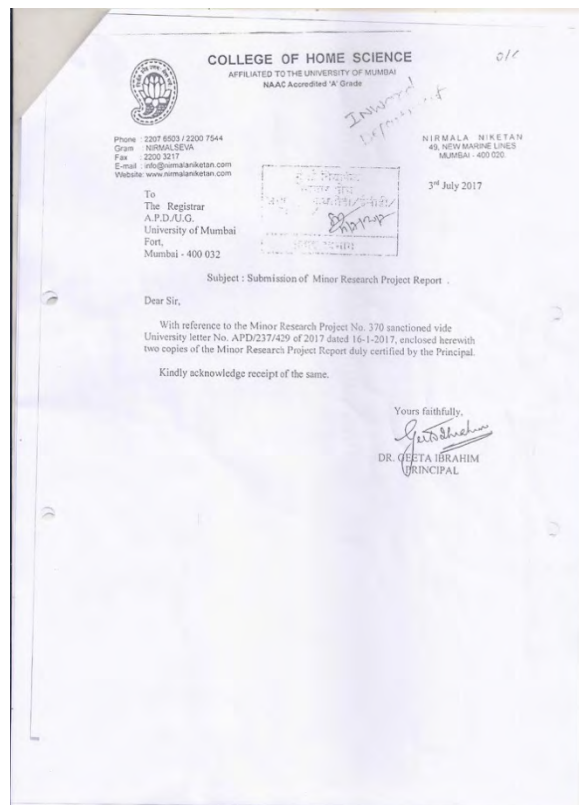 COLLEGE OF HOME SCIENCE
AFFILIATED TO THE UNIVERSITY OF MUMBAI
NAAC Accredited 'A' Grade
Inward
Department
Phone : 2207 6503 / 2200 7544
Gram : NIRMALSEVA
Fax : 2200 3217
E-mail : info@nirmalaniketan.com
Website: www.nirmalaniketan.com
NIRMALA NIKETAN
49, NEW MARINE LINES
MUMBAI - 400 020.
3rd July 2017
To
The Registrar
A.P.D./U.G.
University of Mumbai
Fort,
Mumbai - 400 032
Subject : Submission of Minor Research Project Report .
Dear Sir,
With reference to the Minor Research Project No. 370 sanctioned vide
University letter No. APD/237/429 of 2017 dated 16-1-2017, enclosed herewith
two copies of the Minor Research Project Report duly certified by the Principal.
Kindly acknowledge receipt of the same.
Yours faithfully,
DR. GEETA IBRAHIM
PRINCIPAL